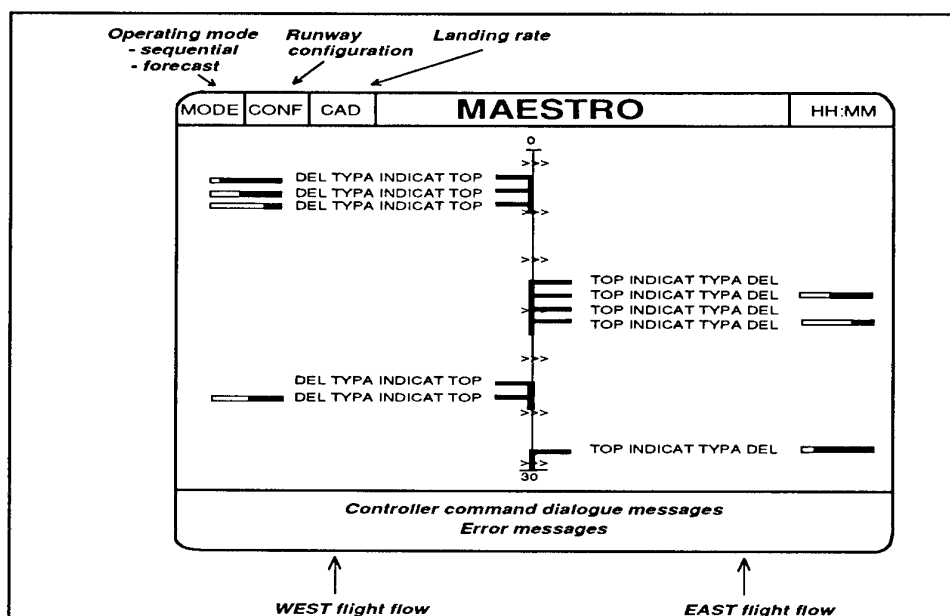 Operating mode
- sequential
- forecast
Runway
configuration
Landing rate
MODE CONF CAD MAESTRO HH:MM
0
>>>
DEL TYPA INDICAT TOP
DEL TYPA INDICAT TOP
DEL TYPA INDICAT TOP
>>>
>>>
TOP INDICAT TYPA DEL
TOP INDICAT TYPA DEL
TOP INDICAT TYPA DEL
TOP INDICAT TYPA DEL
>>>
DEL TYPA INDICAT TOP
DEL TYPA INDICAT TOP
>>>
TOP INDICAT TYPA DEL
>>>
30
Controller command dialogue messages
Error messages
WEST flight flow
EAST flight flow